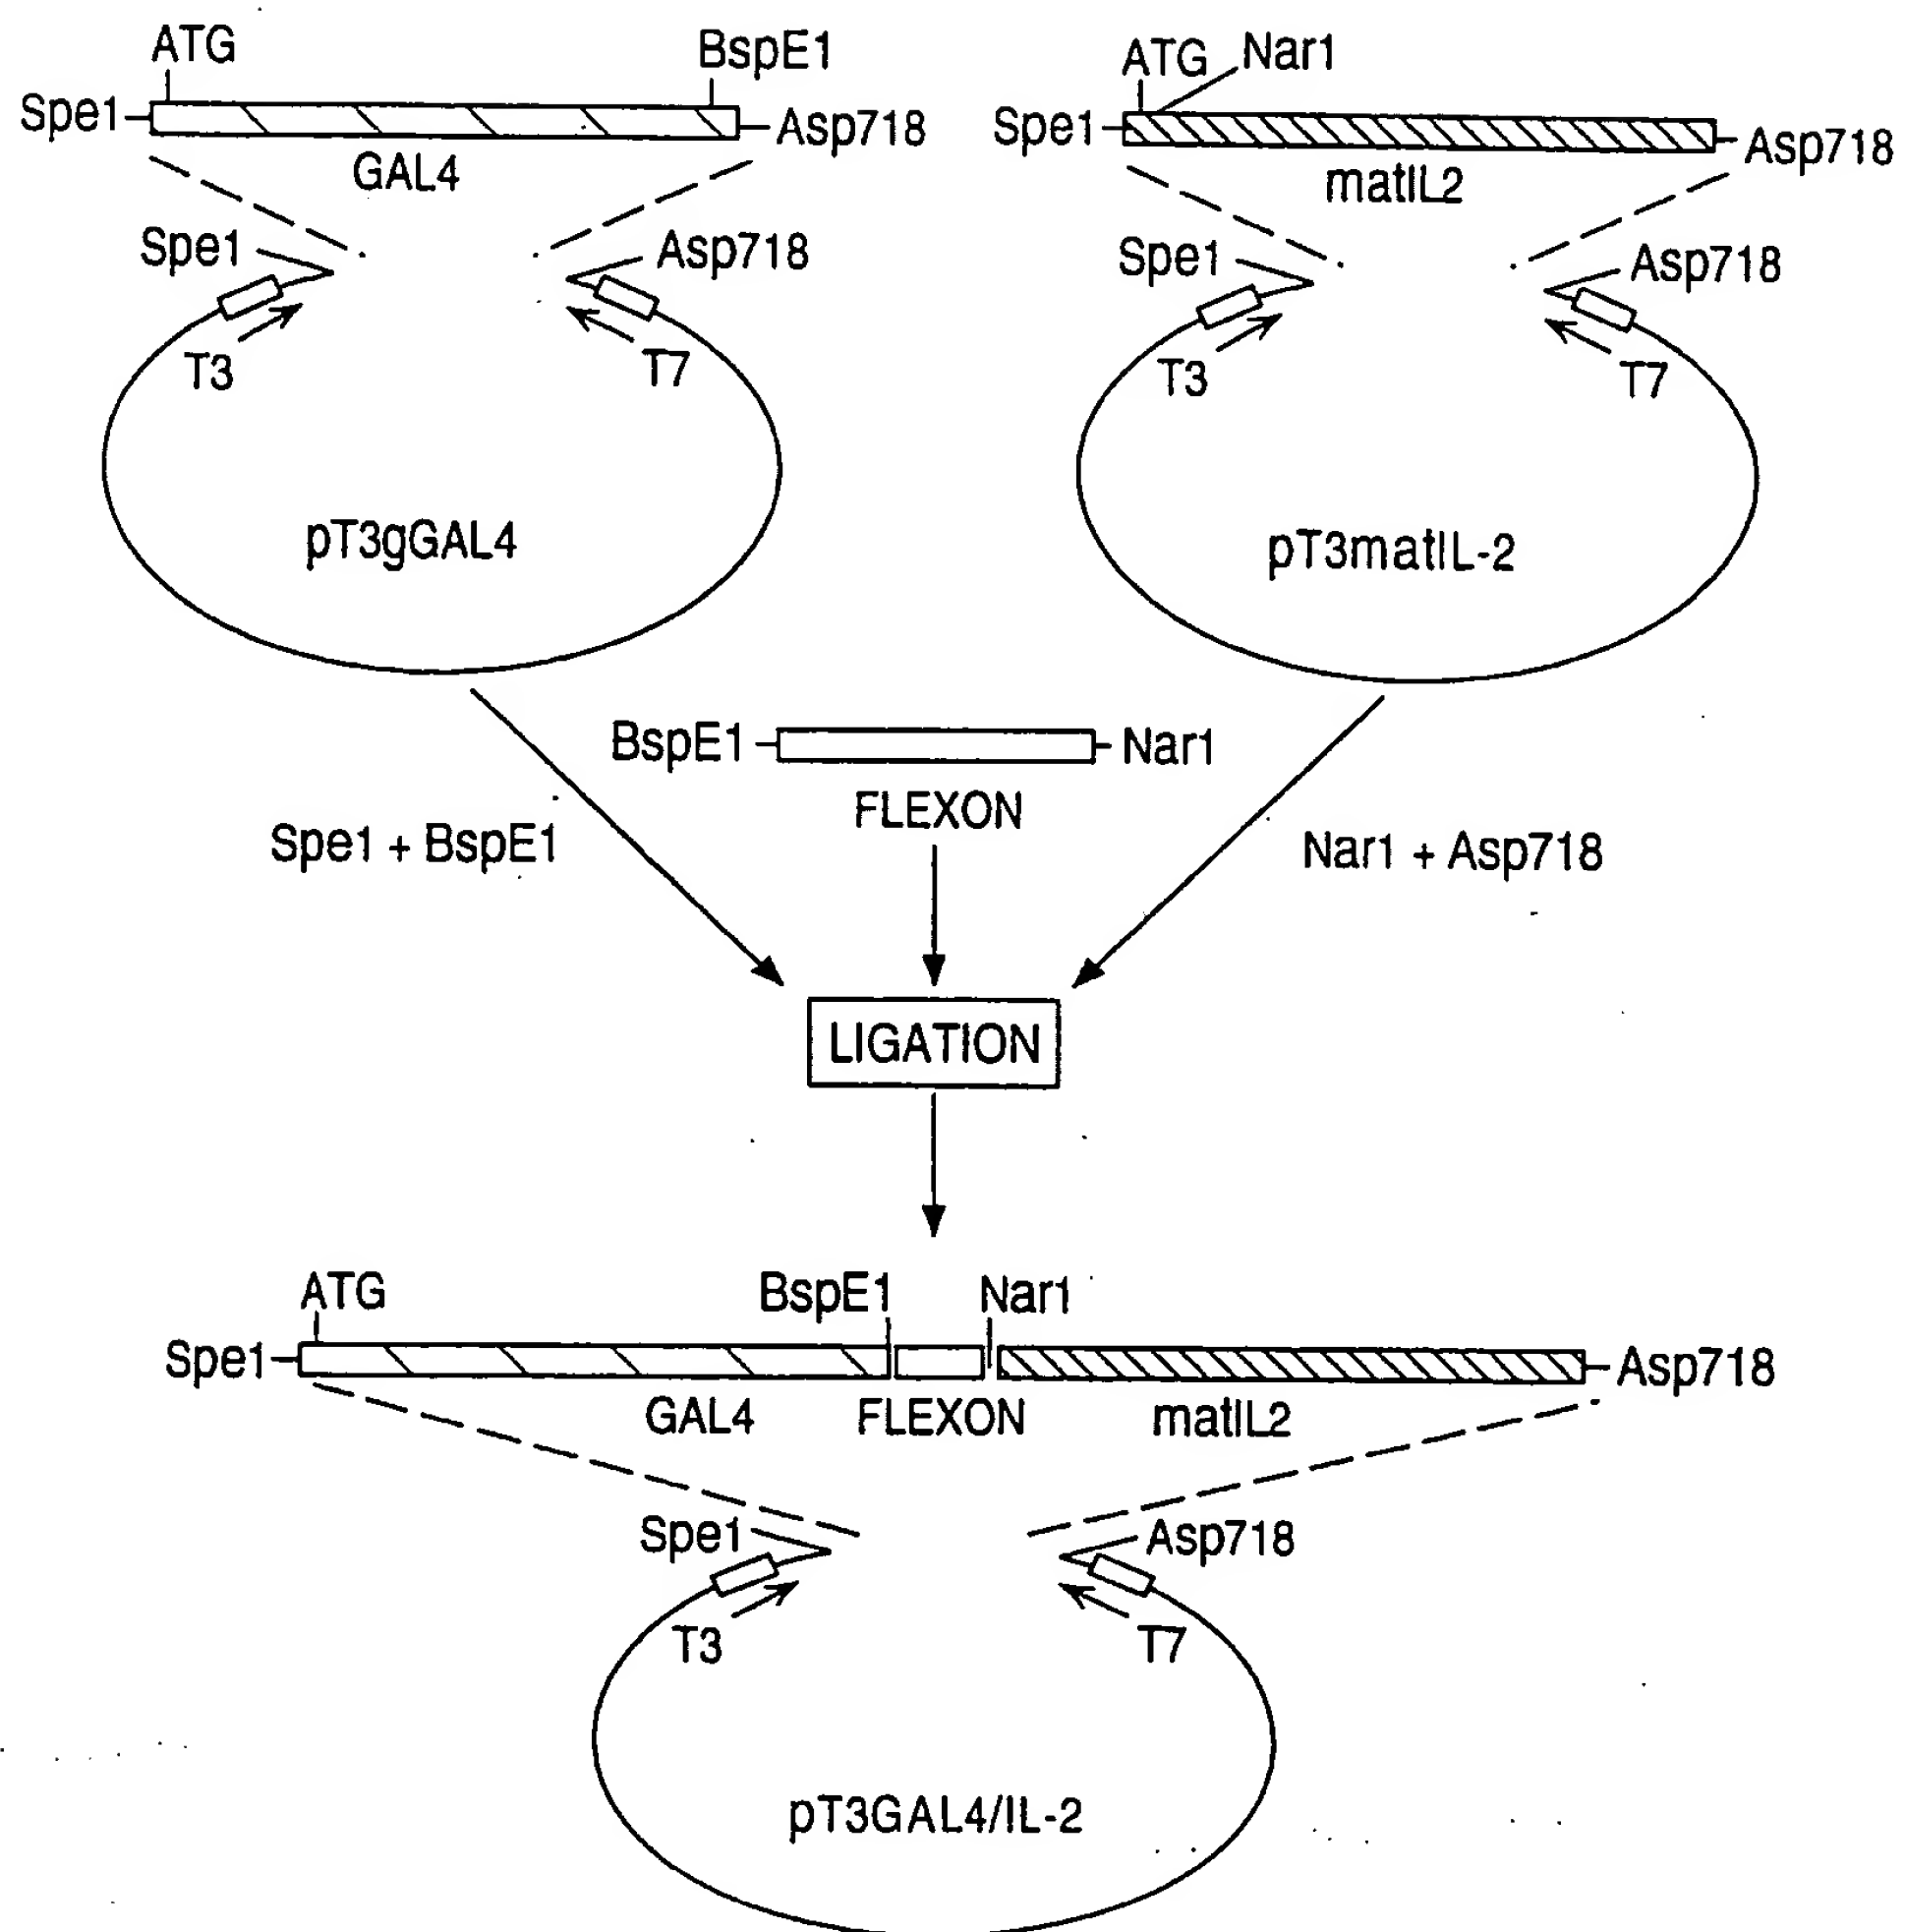 ATG
BspE1
Spe1
Asp718
GAL4
Spe1
Asp718
T3
T7
pT3gGAL4
ATG
Nar1
Spe1
Asp718
matIL2
Spe1
Asp718
T3
T7
pT3matIL-2
BspE1
Nar1
FLEXON
Spe1 + BspE1
Nar1 + Asp718
LIGATION
ATG
BspE1
Nar1
Spe1
Asp718
GAL4
FLEXON
matIL2
Spe1
Asp718
T3
T7
pT3GAL4/IL-2